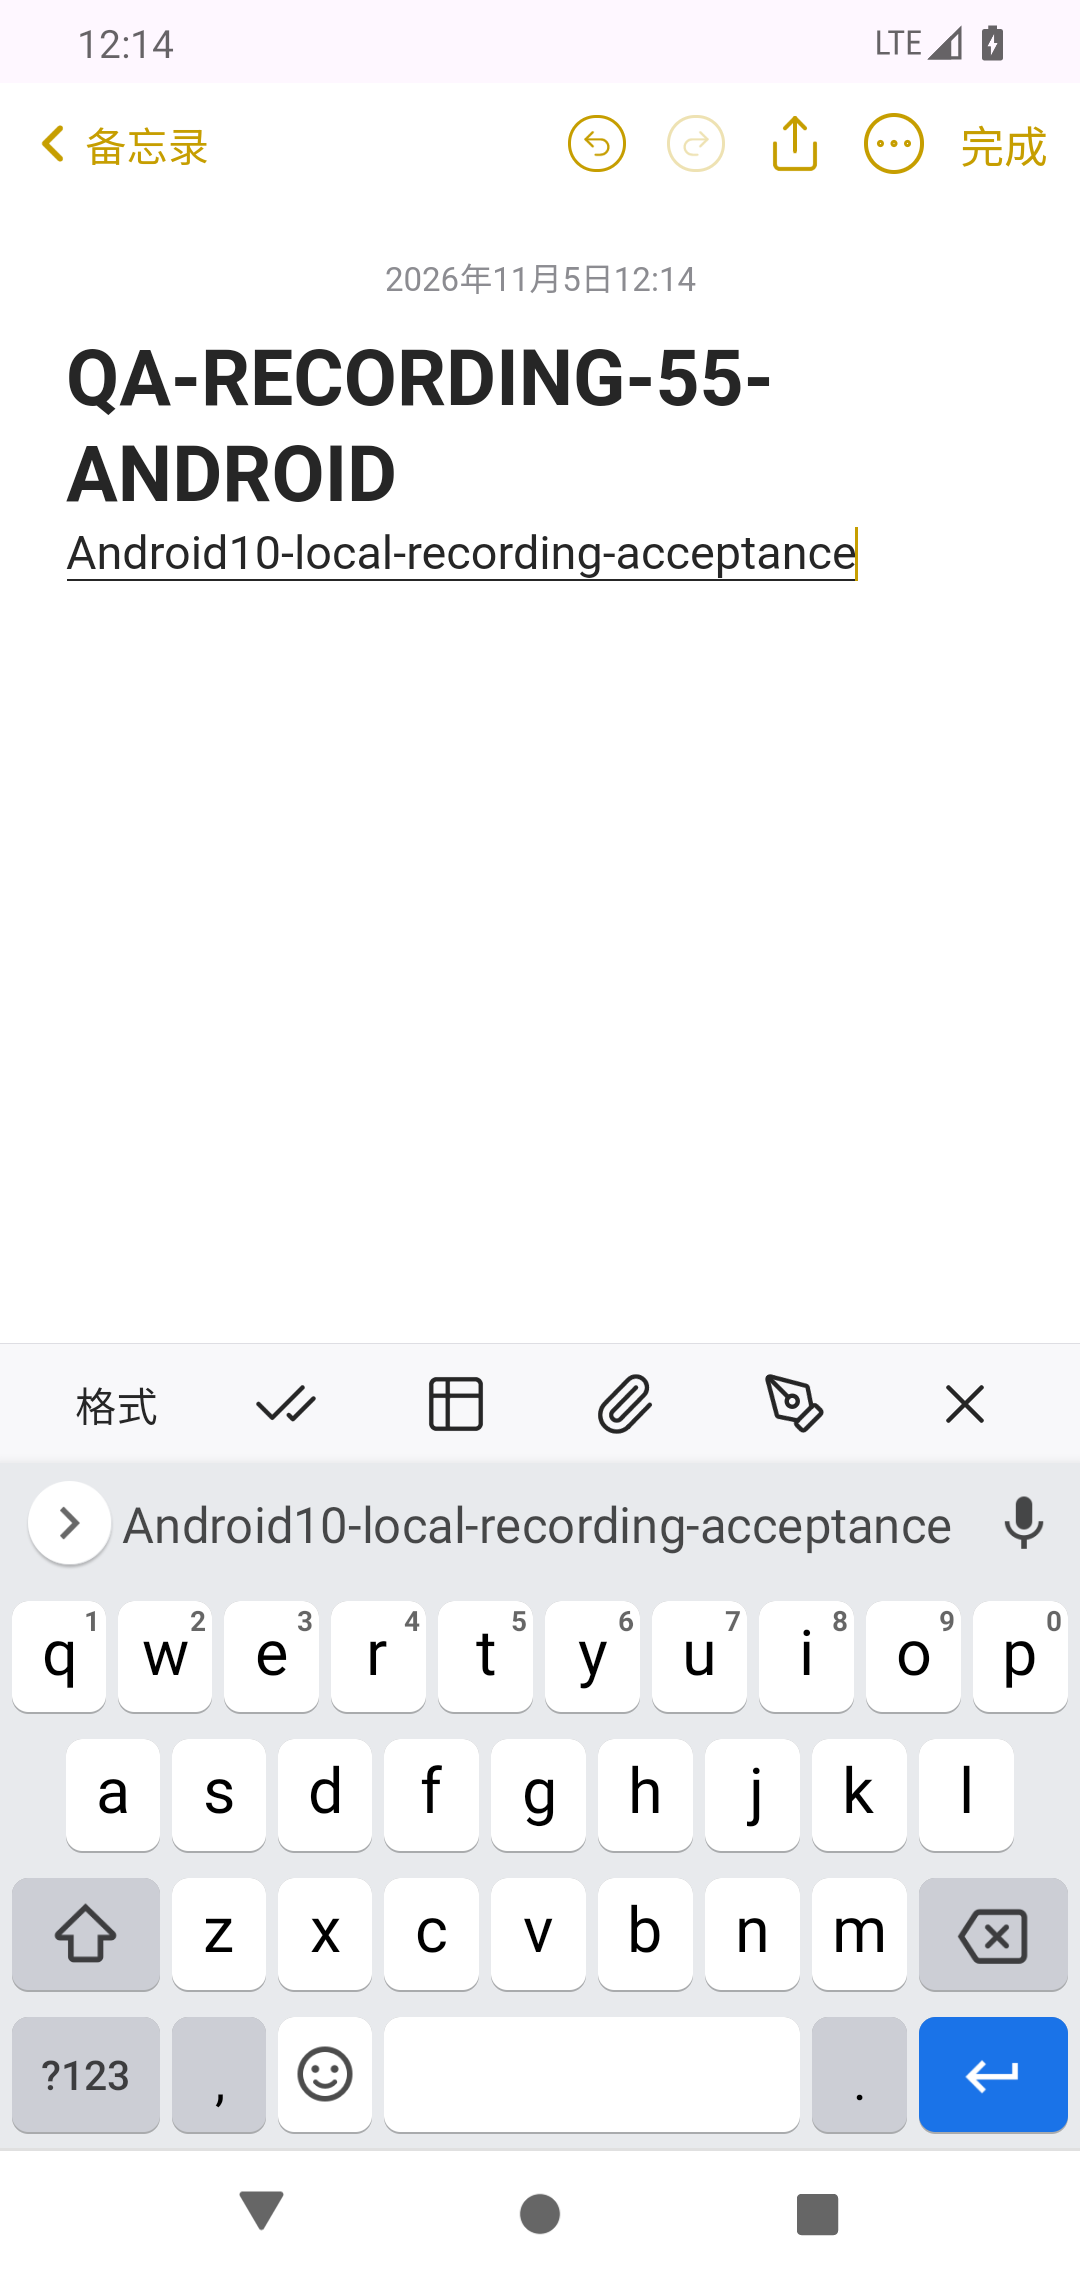 12:14
LTE
备忘录
完成
2026年11月5日12:14
QA-RECORDING-55-
ANDROID
Android10-local-recording-acceptance
格式
Android10-local-recording-acceptance
1 2 3 4 5 6 7 8 9 0
q w e r t y u i o p
a s d f g h j k l
z x c v b n m
?123 , .